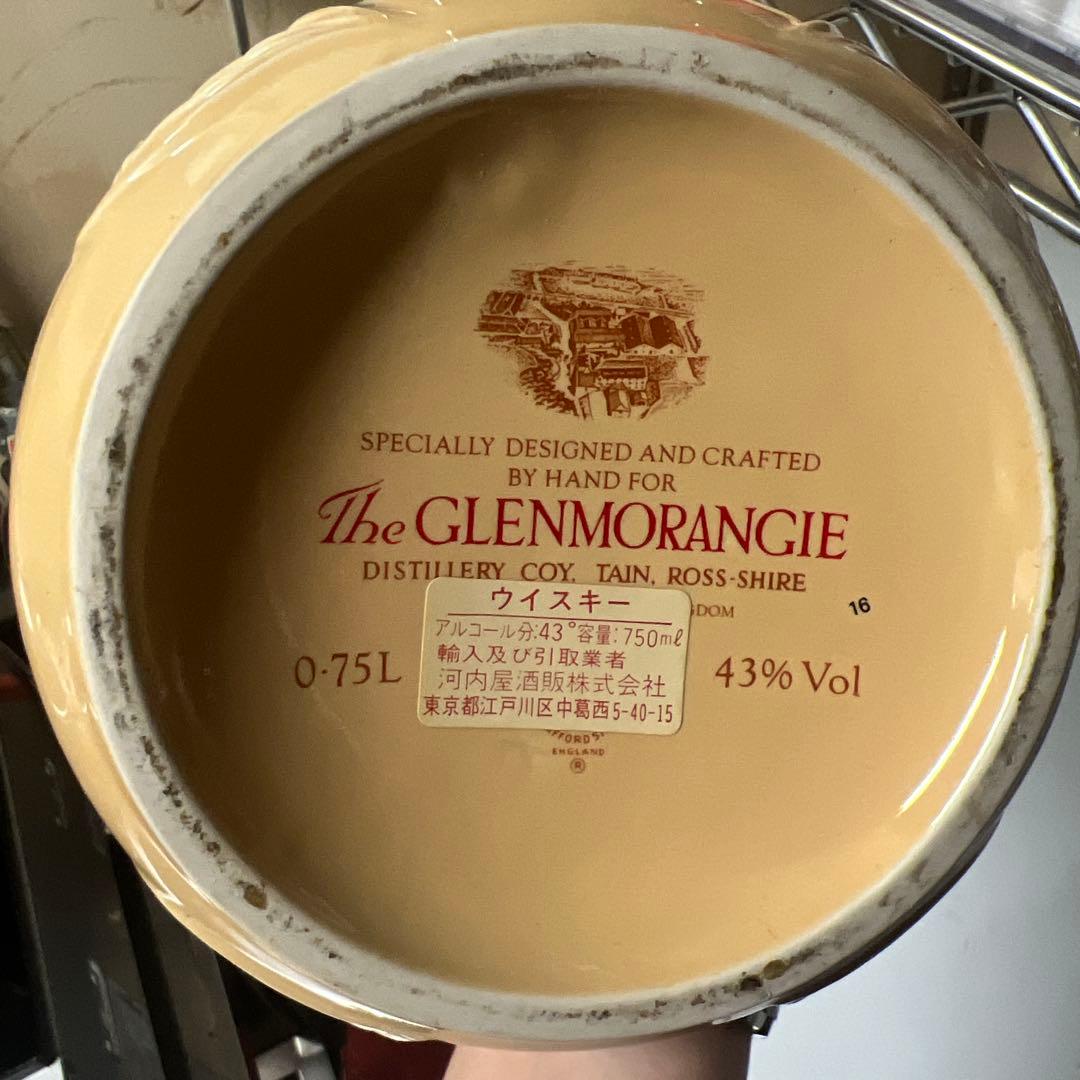 SPECIALLY DESIGNED AND CRAFTED
BY HAND FOR
The GLENMORANGIE
DISTILLERY COY. TAIN, ROSS-SHIRE
16
ウイスキー
アルコール分:43°容量:750mℓ
輸入及び引取業者
河内屋酒販株式会社
東京都江戸川区中葛西5-40-15
0·75L
43% Vol
ENGLAND
®